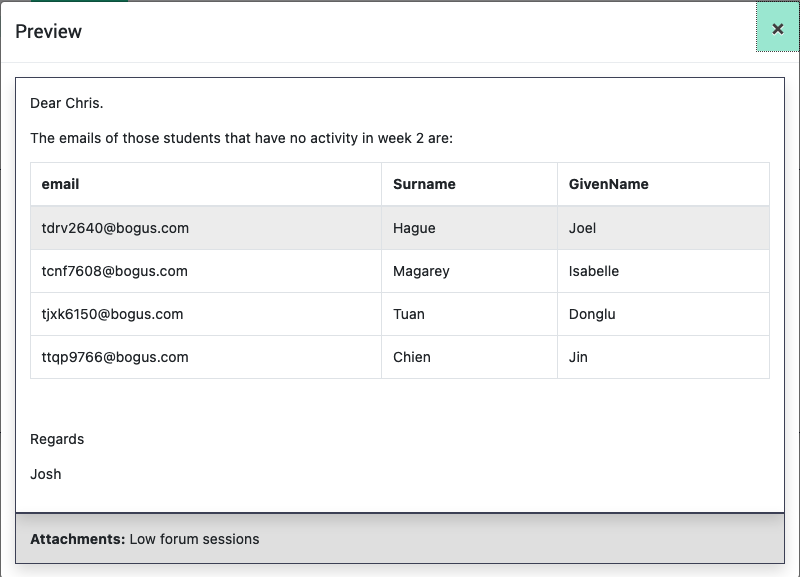 Preview
×
Dear Chris.
The emails of those students that have no activity in week 2 are:
email Surname GivenName
tdrv2640@bogus.com Hague Joel
tcnf7608@bogus.com Magarey Isabelle
tjxk6150@bogus.com Tuan Donglu
ttqp9766@bogus.com Chien Jin
Regards
Josh
Attachments: Low forum sessions